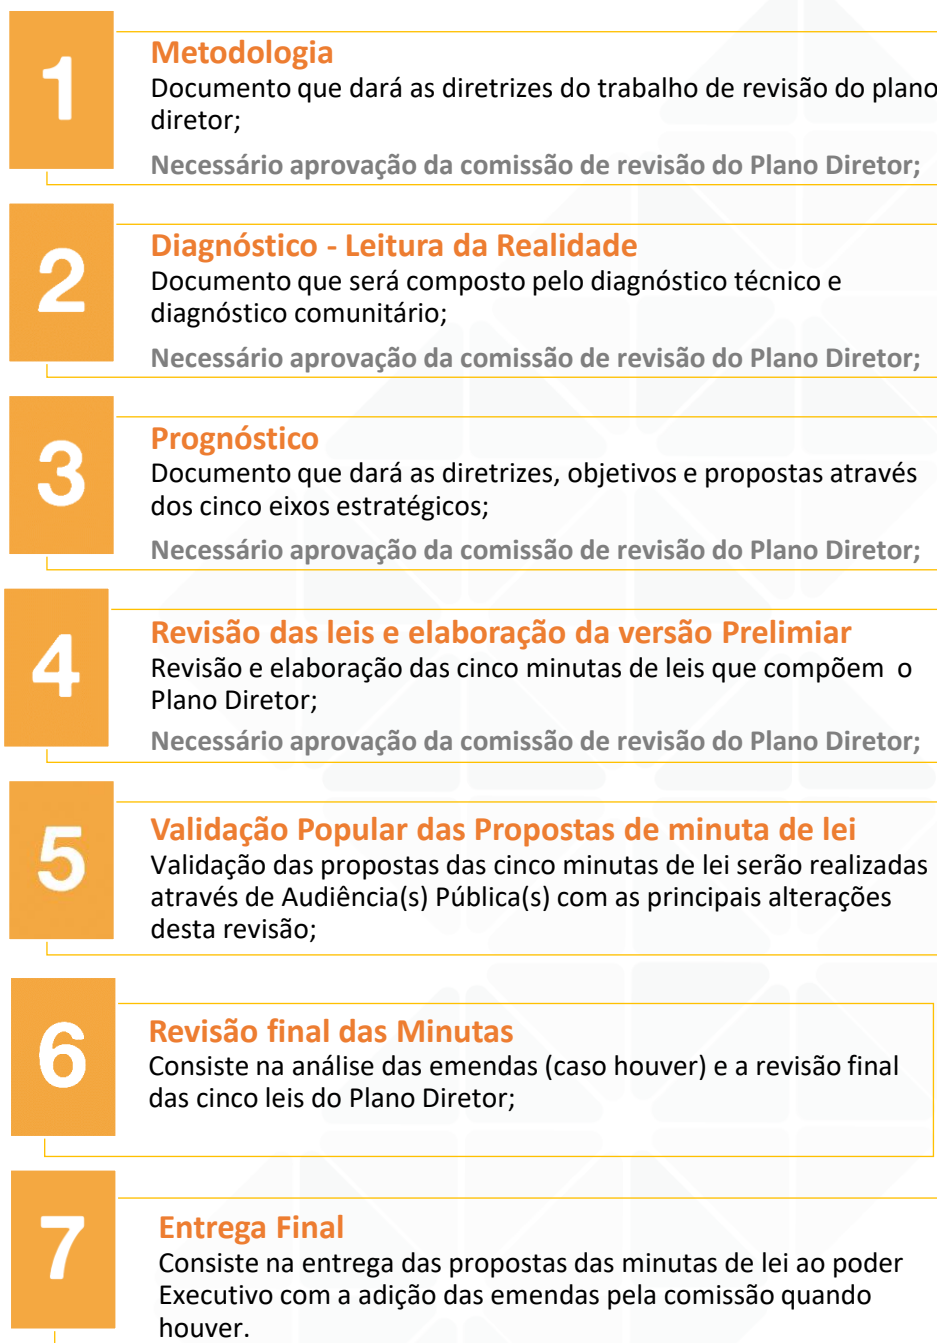 1
Metodologia
Documento que dará as diretrizes do trabalho de revisão do plano
diretor;
Necessário aprovação da comissão de revisão do Plano Diretor;
2
Diagnóstico - Leitura da Realidade
Documento que será composto pelo diagnóstico técnico e
diagnóstico comunitário;
Necessário aprovação da comissão de revisão do Plano Diretor;
3
Prognóstico
Documento que dará as diretrizes, objetivos e propostas através
dos cinco eixos estratégicos;
Necessário aprovação da comissão de revisão do Plano Diretor;
4
Revisão das leis e elaboração da versão Prelimiar
Revisão e elaboração das cinco minutas de leis que compõem o
Plano Diretor;
Necessário aprovação da comissão de revisão do Plano Diretor;
5
Validação Popular das Propostas de minuta de lei
Validação das propostas das cinco minutas de lei serão realizadas
através de Audiência(s) Pública(s) com as principais alterações
desta revisão;
6
Revisão final das Minutas
Consiste na análise das emendas (caso houver) e a revisão final
das cinco leis do Plano Diretor;
7
Entrega Final
Consiste na entrega das propostas das minutas de lei ao poder
Executivo com a adição das emendas pela comissão quando
houver.